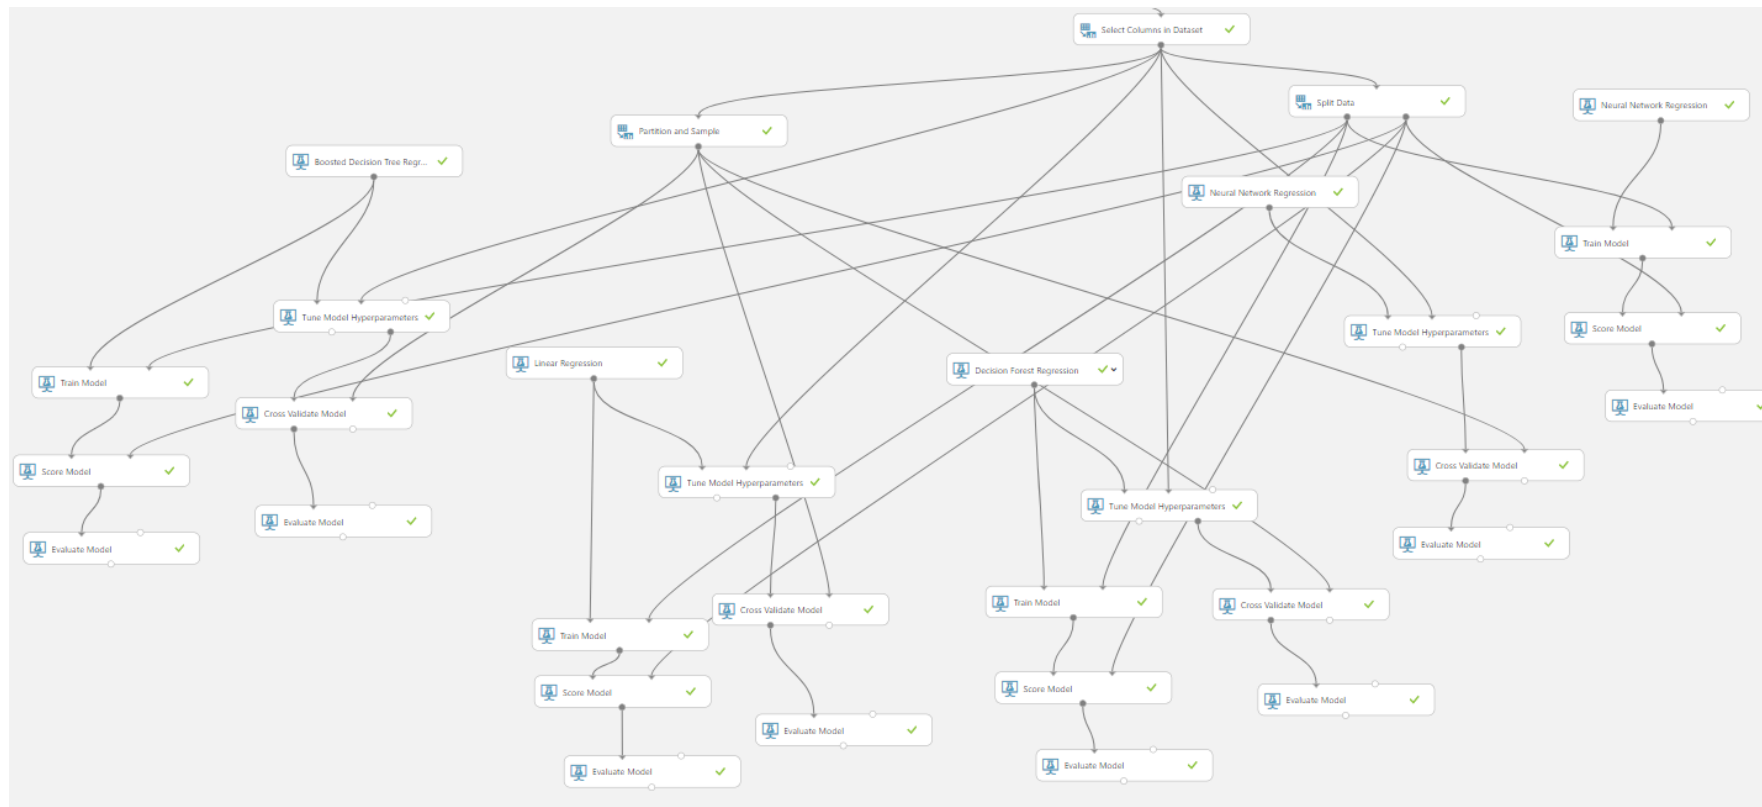 Select Columns in Dataset
Split Data
Neural Network Regression
Partition and Sample
Boosted Decision Tree Regr...
Neural Network Regression
Train Model
Tune Model Hyperparameters
Tune Model Hyperparameters
Score Model
Linear Regression
Decision Forest Regression
Train Model
Cross Validate Model
Evaluate Model
Score Model
Tune Model Hyperparameters
Cross Validate Model
Tune Model Hyperparameters
Evaluate Model
Evaluate Model
Evaluate Model
Train Model
Cross Validate Model
Cross Validate Model
Train Model
Score Model
Score Model
Evaluate Model
Evaluate Model
Evaluate Model
Evaluate Model